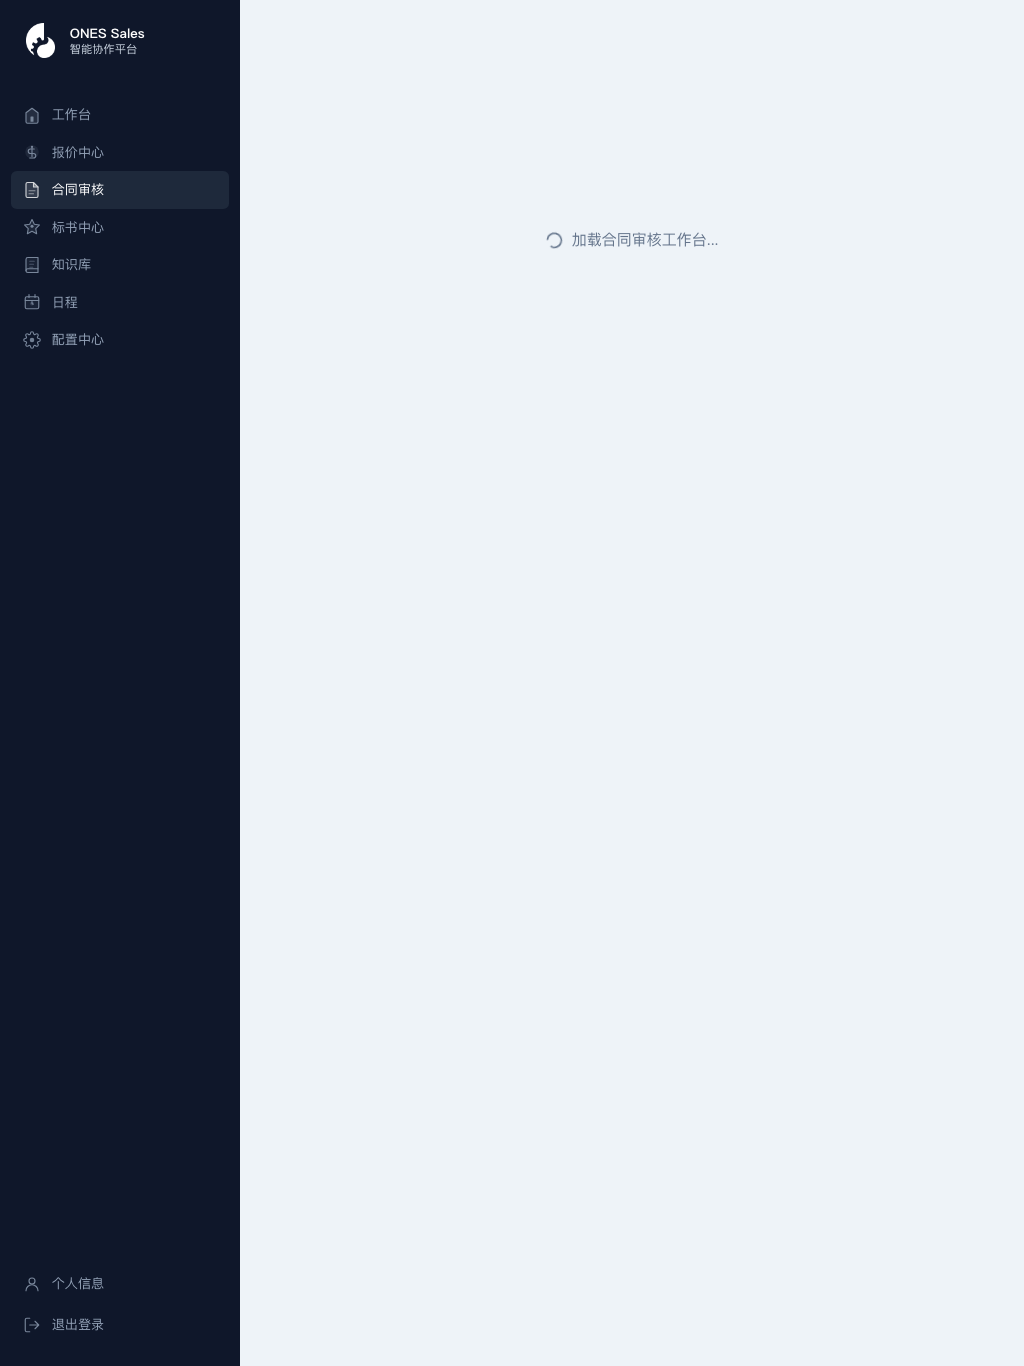 ONES Sales
智能协作平台
工作台
报价中心
合同审核
标书中心
知识库
日程
配置中心
加载合同审核工作台...
个人信息
退出登录